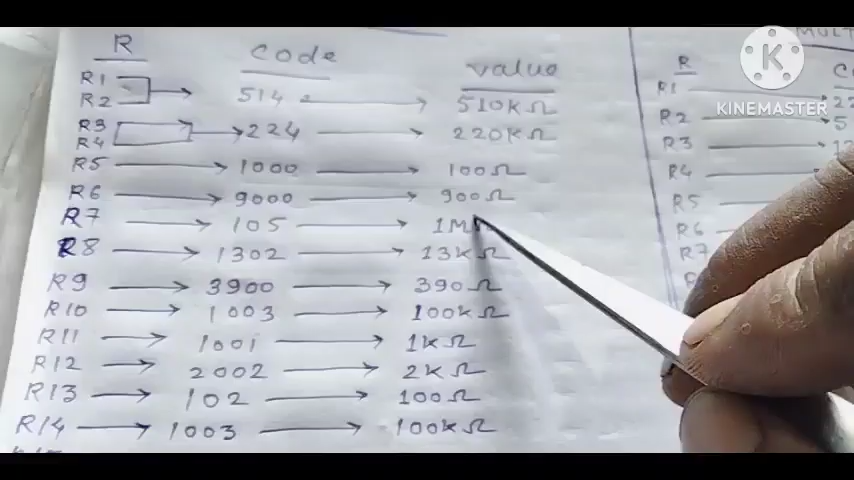 R Code value
R1
R2 514 510KΩ
R3
R4 224 220KΩ
R5 1000 100Ω
R6 9000 900Ω
R7 105 1M
R8 1302 13KΩ
R9 3900 390Ω
R10 1003 100KΩ
R11 1001 1KΩ
R12 2002 2KΩ
R13 102 100Ω
R14 1003 100KΩ
R
R1
R2
R3
R4
R5
R6
R7
K
KINEMASTER